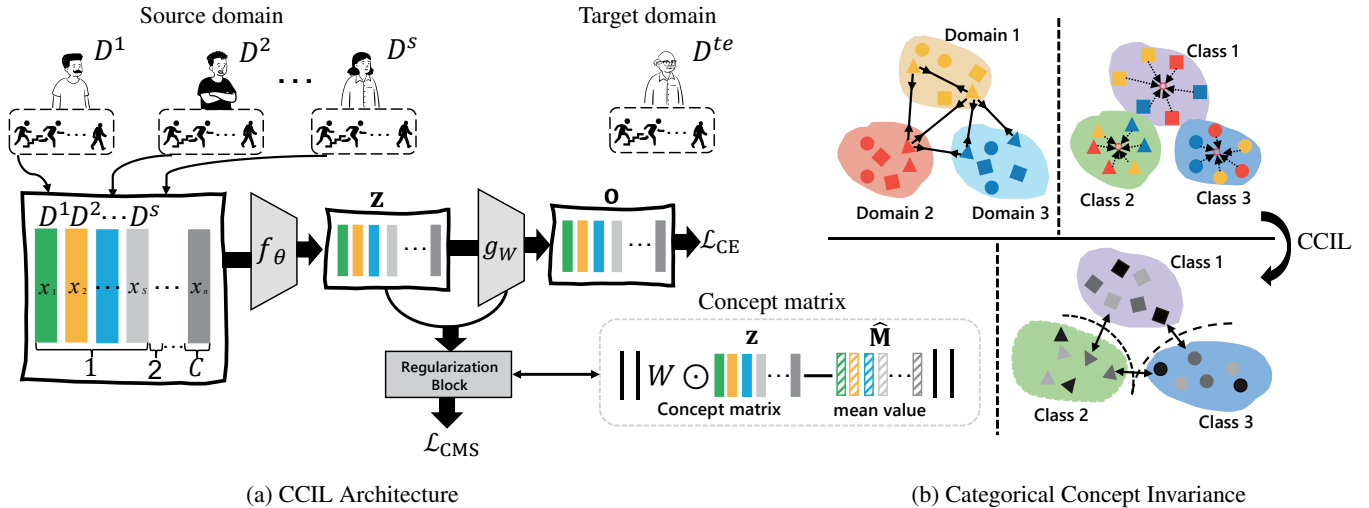 Source domain
Target domain
D^1
D^2
...
D^s
D^te
D^1 D^2 ... D^s
x_1 x_2 ... x_s ... x_n
1 2 ... C
f_θ
Z
...
g_W
O
...
ℒ_CE
Regularization
Block
ℒ_CMS
Concept matrix
Z
M̂
|| W ⊙ ... — ... ||
Concept matrix
mean value
(a) CCIL Architecture
Domain 1
Domain 2
Domain 3
Class 1
Class 2
Class 3
CCIL
Class 1
Class 2
Class 3
(b) Categorical Concept Invariance